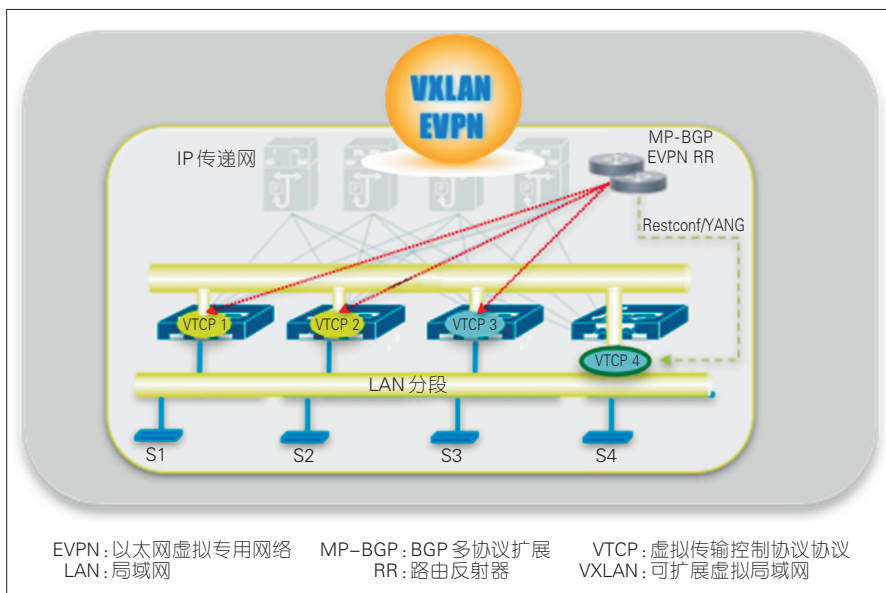 VXLAN
EVPN
IP传递网
MP-BGP
EVPN RR
Restconf/YANG
VTCP 1
VTCP 2
VTCP 3
VTCP 4
LAN分段
S1
S2
S3
S4
EVPN:以太网虚拟专用网络 MP-BGP:BGP多协议扩展 VTCP:虚拟传输控制协议协议
LAN:局域网 RR:路由反射器 VXLAN:可扩展虚拟局域网